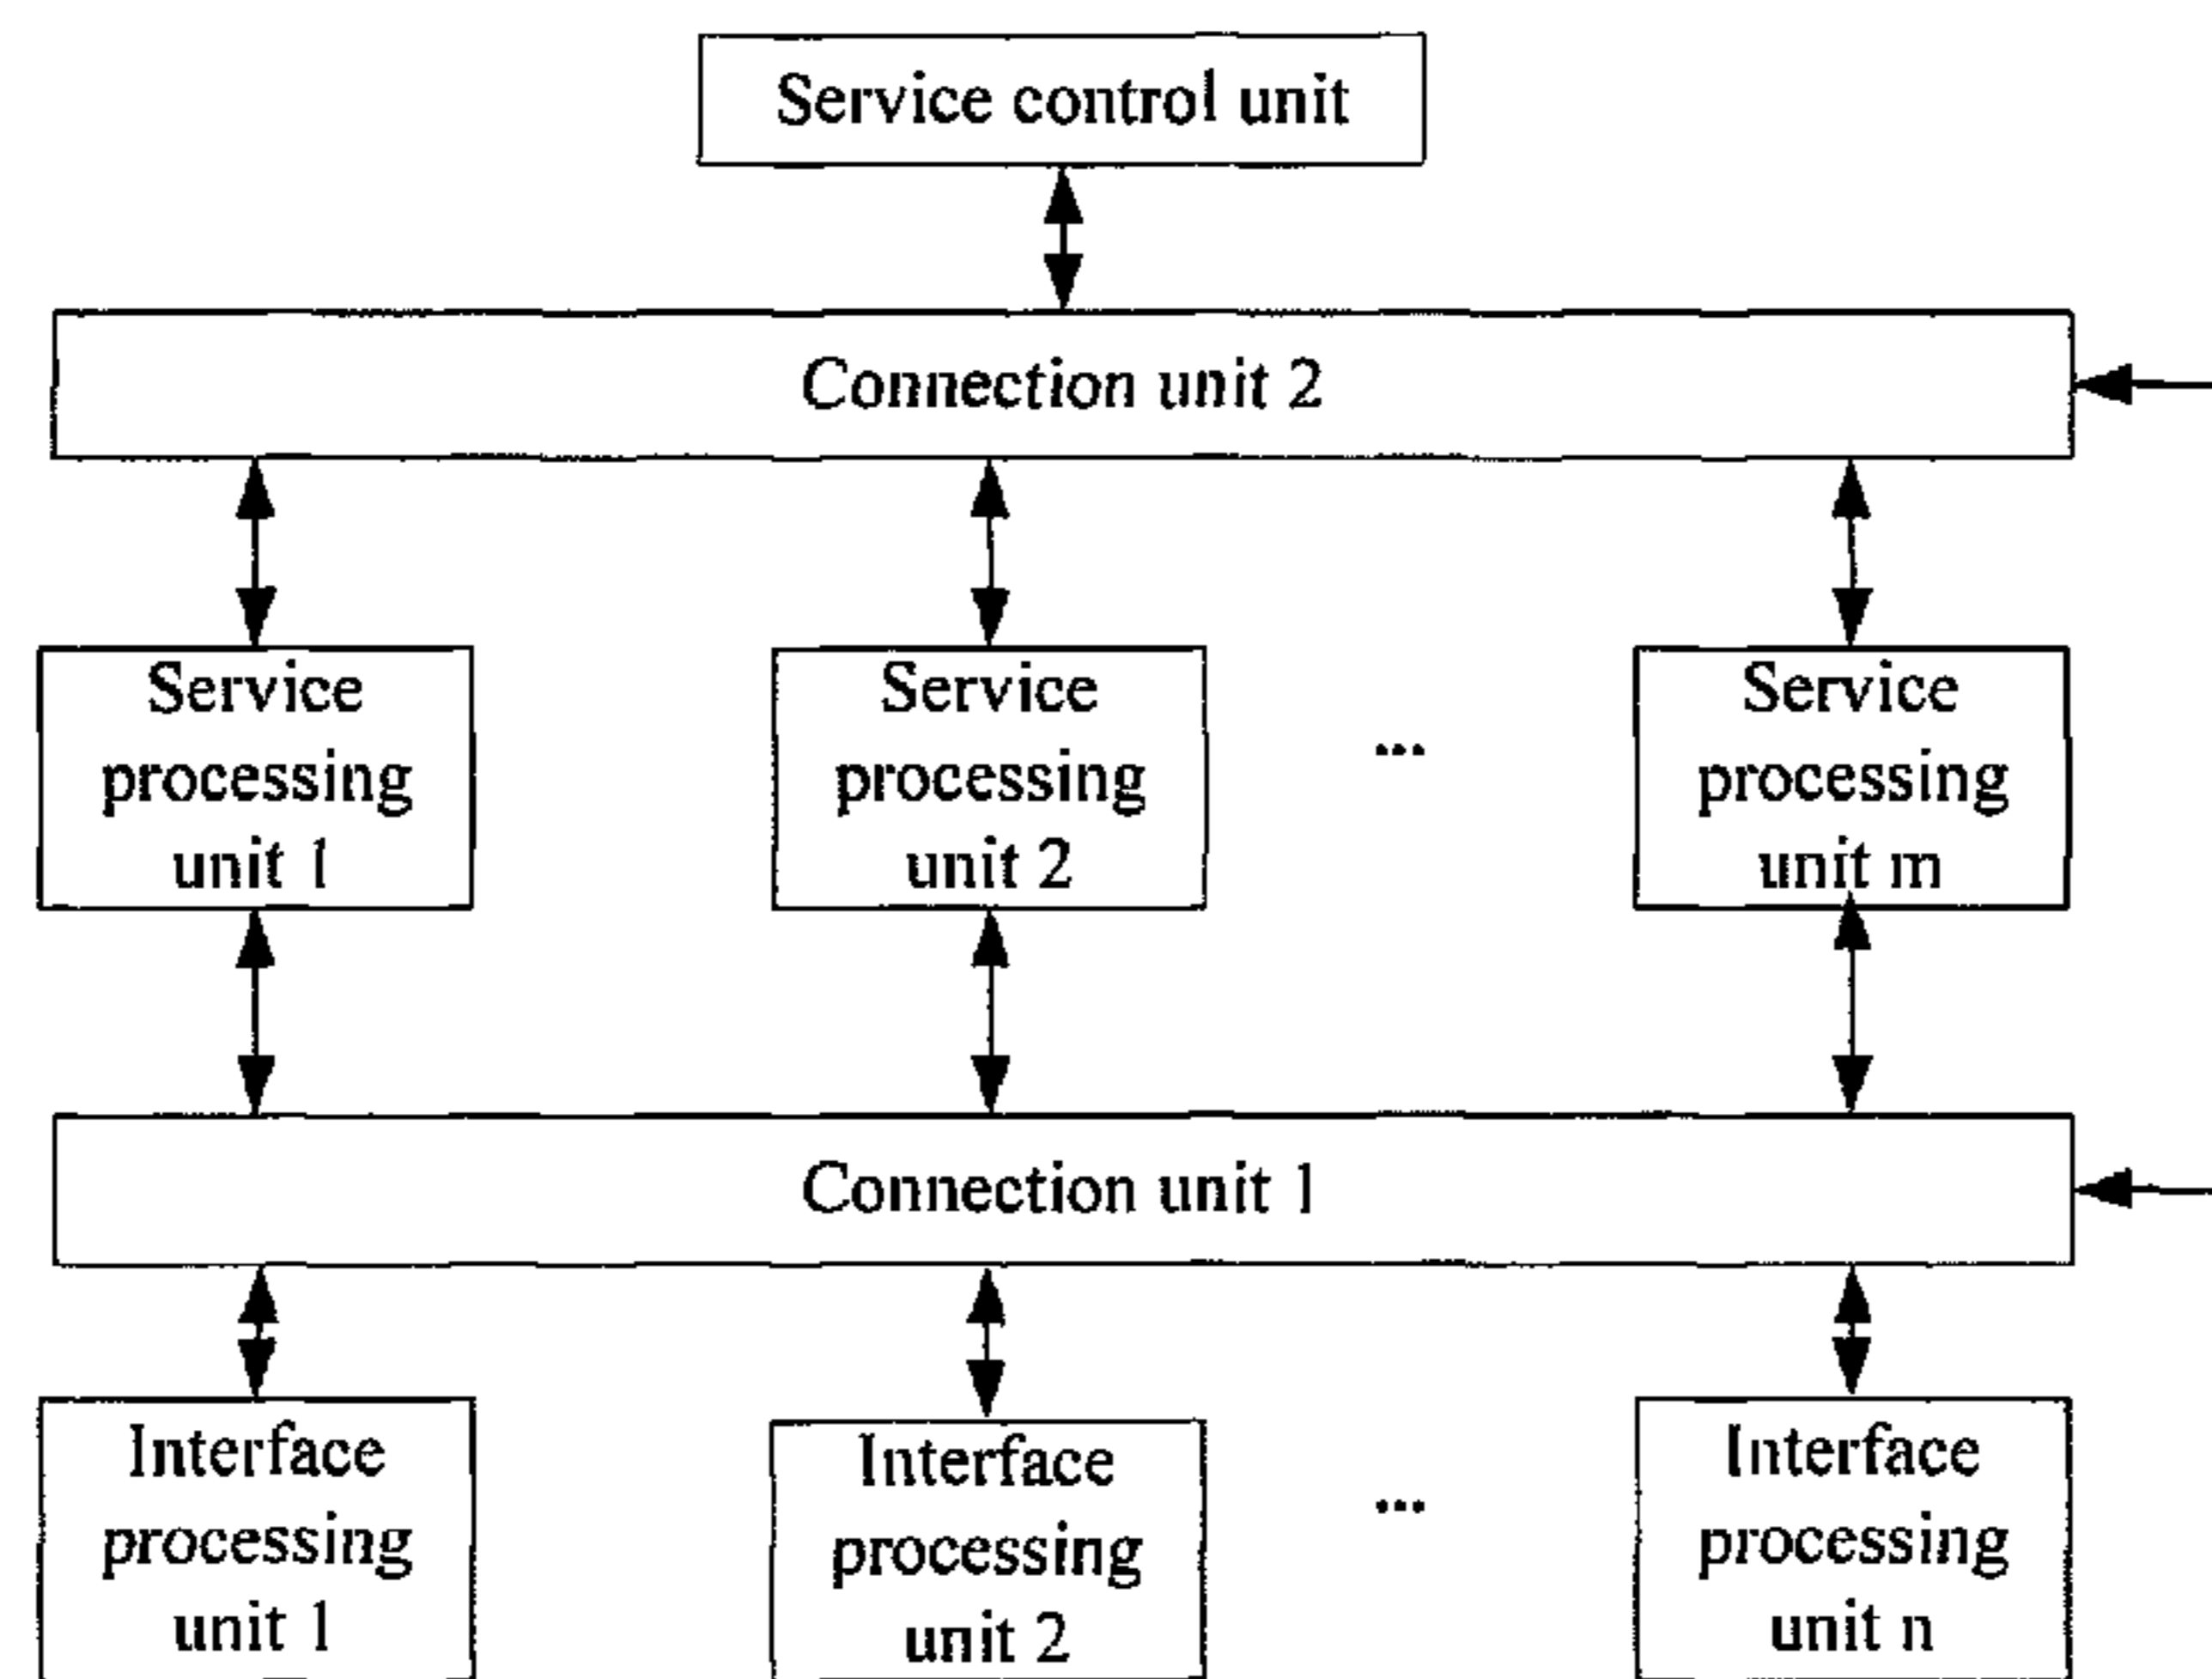 Service control unit
Connection unit 2
Service
processing
unit 1
Service
processing
unit 2
...
Service
processing
unit m
Connection unit 1
Interface
processing
unit 1
Interface
processing
unit 2
...
Interface
processing
unit n